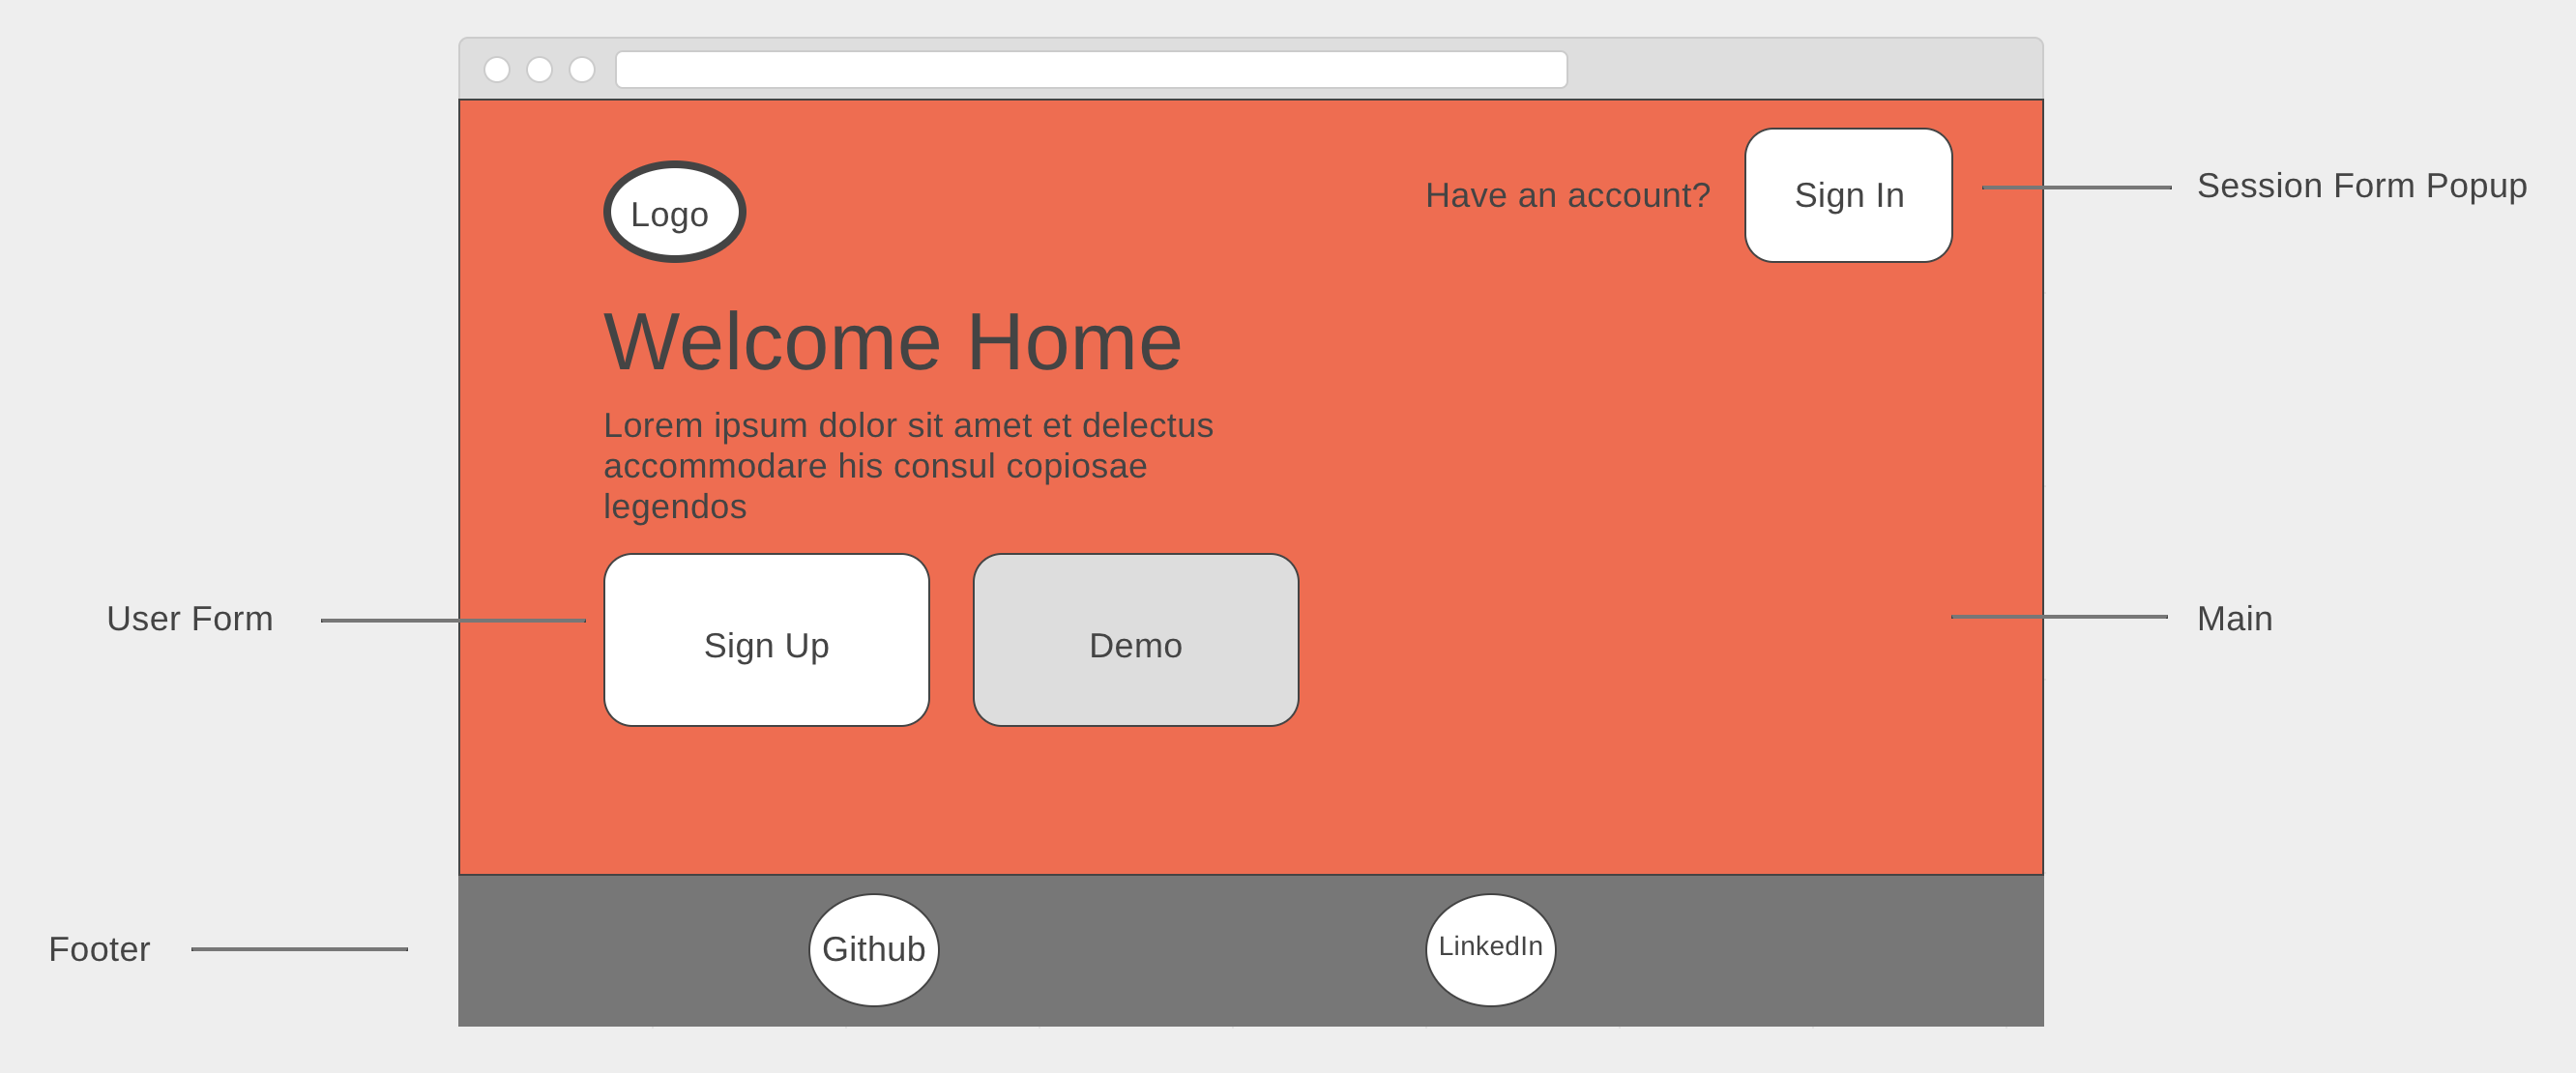 Logo
Have an account?
Sign In
Session Form Popup
Welcome Home
Lorem ipsum dolor sit amet et delectus
accommodare his consul copiosae
legendos
User Form
Sign Up
Demo
Main
Footer
Github
LinkedIn